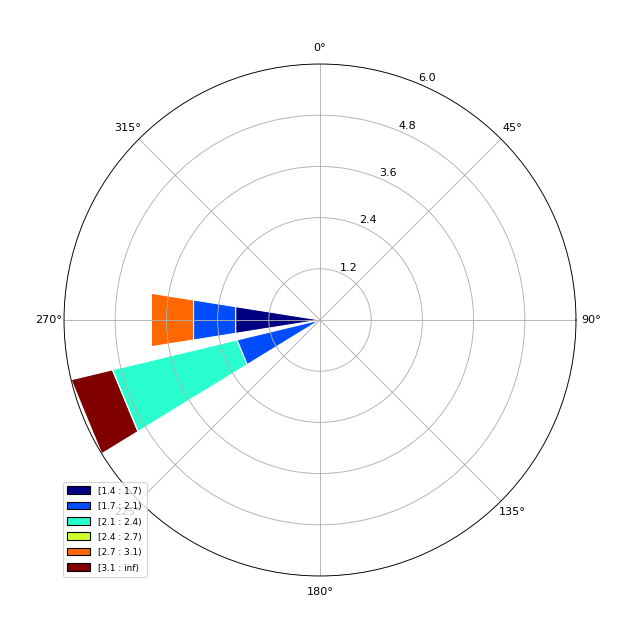 0°
6.0
315°
4.8
45°
3.6
2.4
1.2
270°
90°
[1.4 : 1.7)
[1.7 : 2.1)
225°
135°
[2.1 : 2.4)
[2.4 : 2.7)
[2.7 : 3.1)
[3.1 : inf)
180°